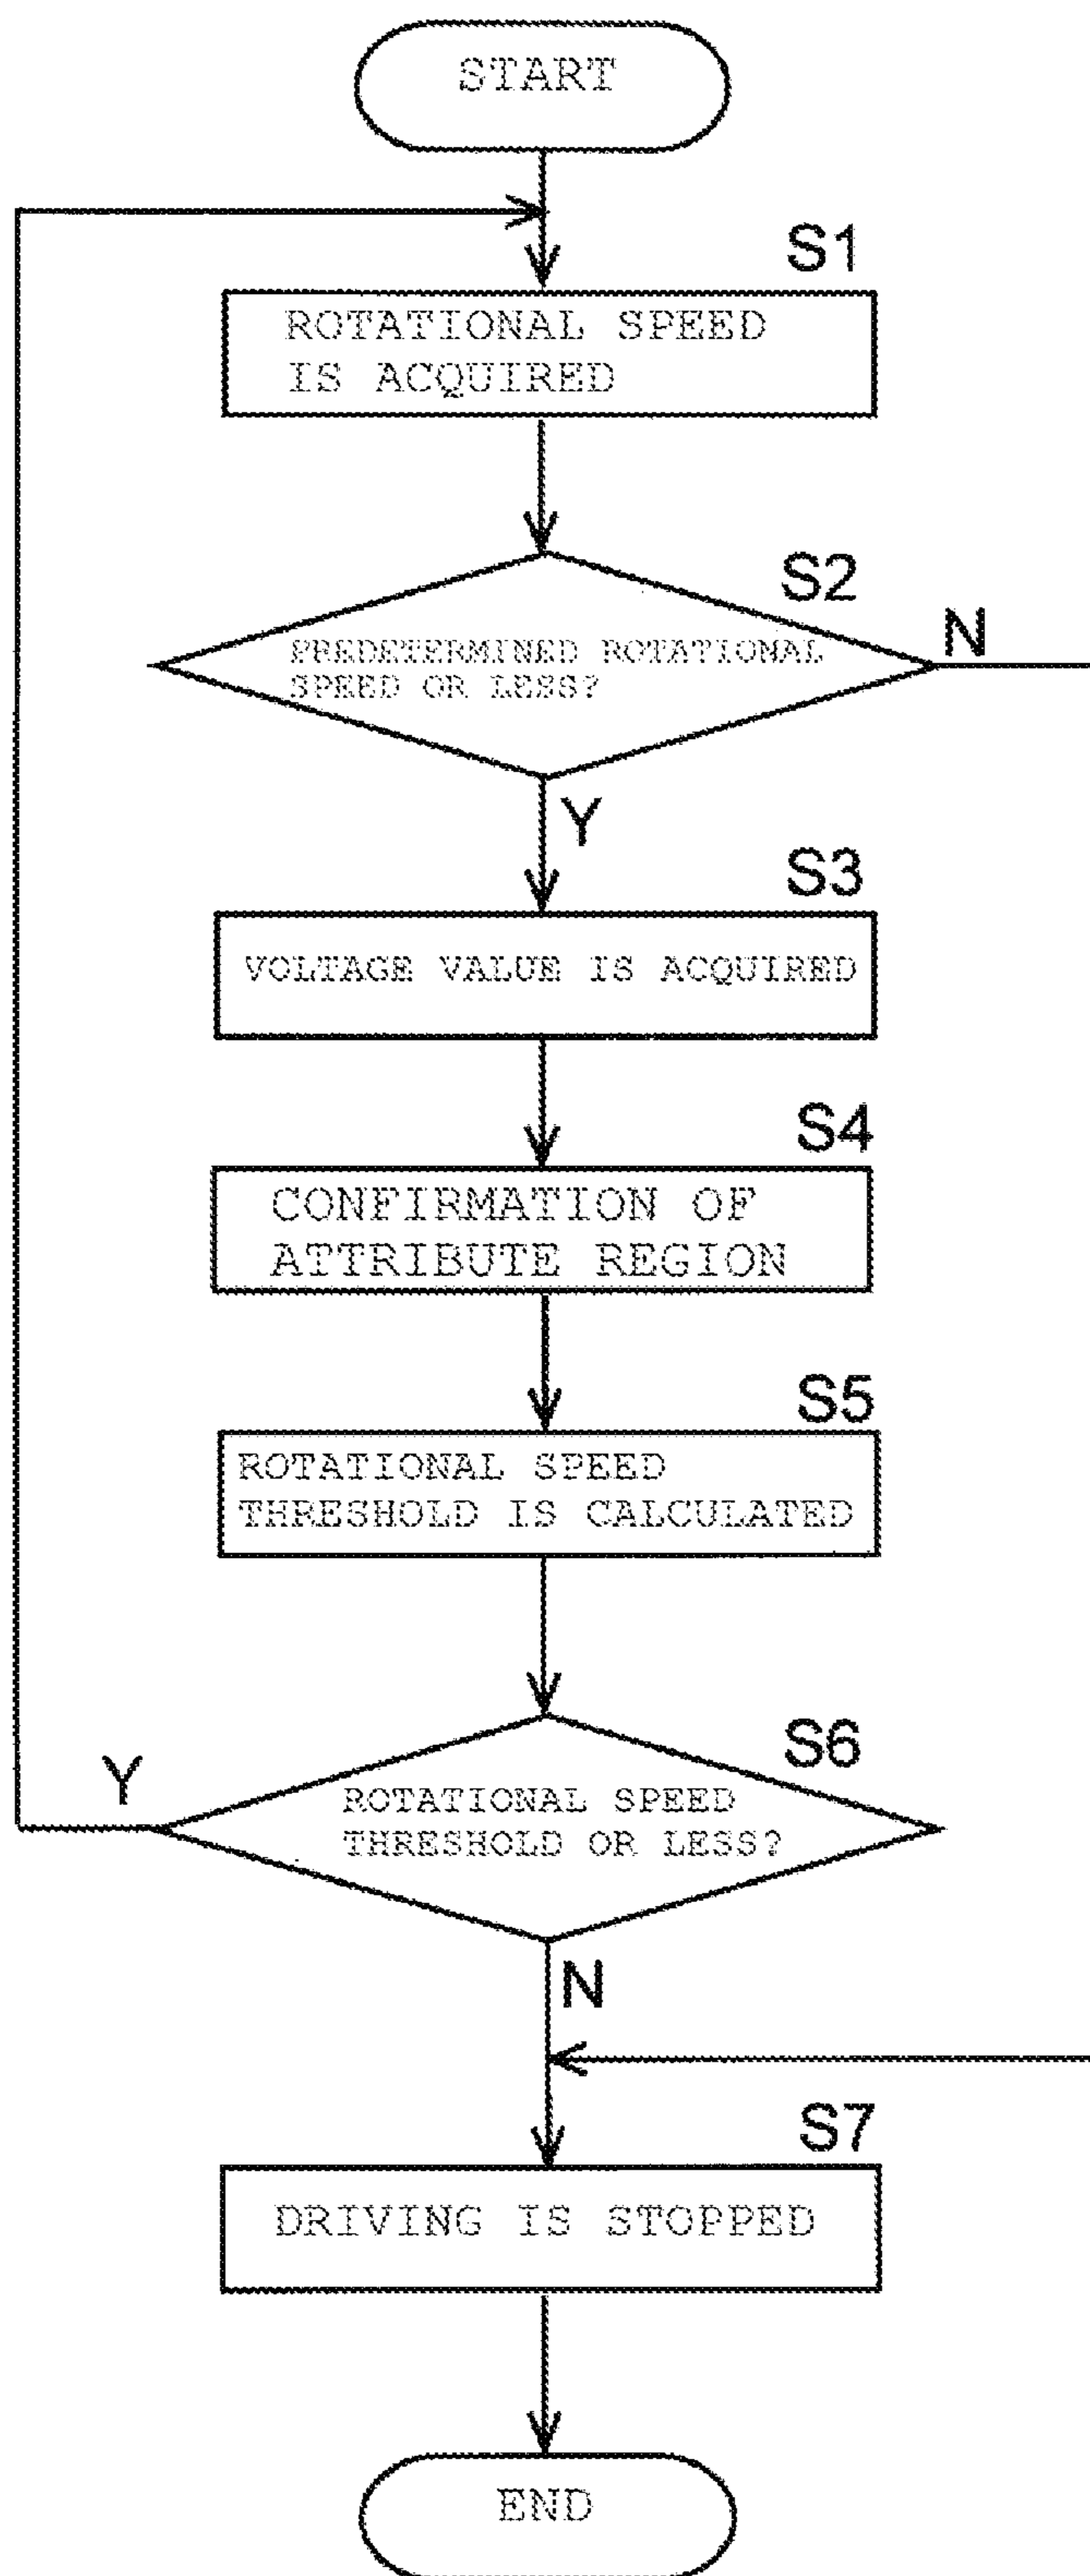 START
S1
ROTATIONAL SPEED
IS ACQUIRED
S2
N
PREDETERMINED ROTATIONAL
SPEED OR LESS?
Y
S3
VOLTAGE VALUE IS ACQUIRED
S4
CONFIRMATION OF
ATTRIBUTE REGION
S5
ROTATIONAL SPEED
THRESHOLD IS CALCULATED
S6
Y
ROTATIONAL SPEED
THRESHOLD OR LESS?
N
S7
DRIVING IS STOPPED
END